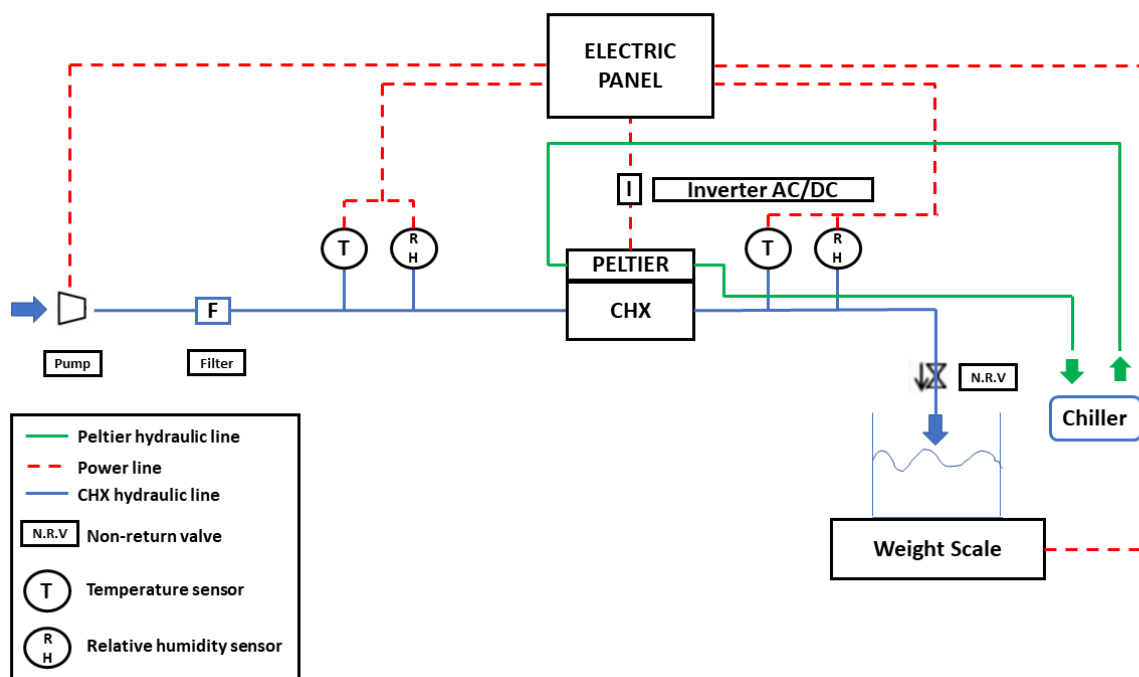 ELECTRIC
PANEL
I
Inverter AC/DC
T
R
H
T
R
H
PELTIER
CHX
F
Pump
Filter
N.R.V
Chiller
Weight Scale
Peltier hydraulic line
Power line
CHX hydraulic line
N.R.V
Non-return valve
T
Temperature sensor
R
H
Relative humidity sensor